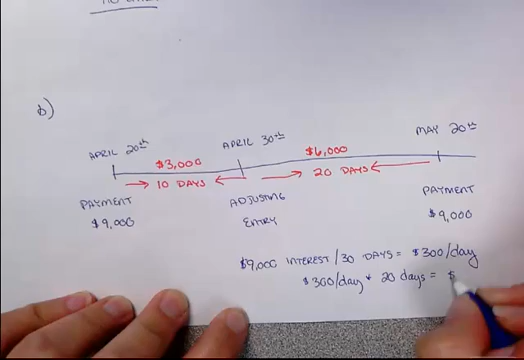 b)
APRIL 20th APRIL 30th MAY 20th
$3,000 $6,000
10 DAYS 20 DAYS
PAYMENT ADJUSTING PAYMENT
$9,000 ENTRY $9,000
$9,000 INTEREST / 30 DAYS = $300/day
$300/day * 20 days = $